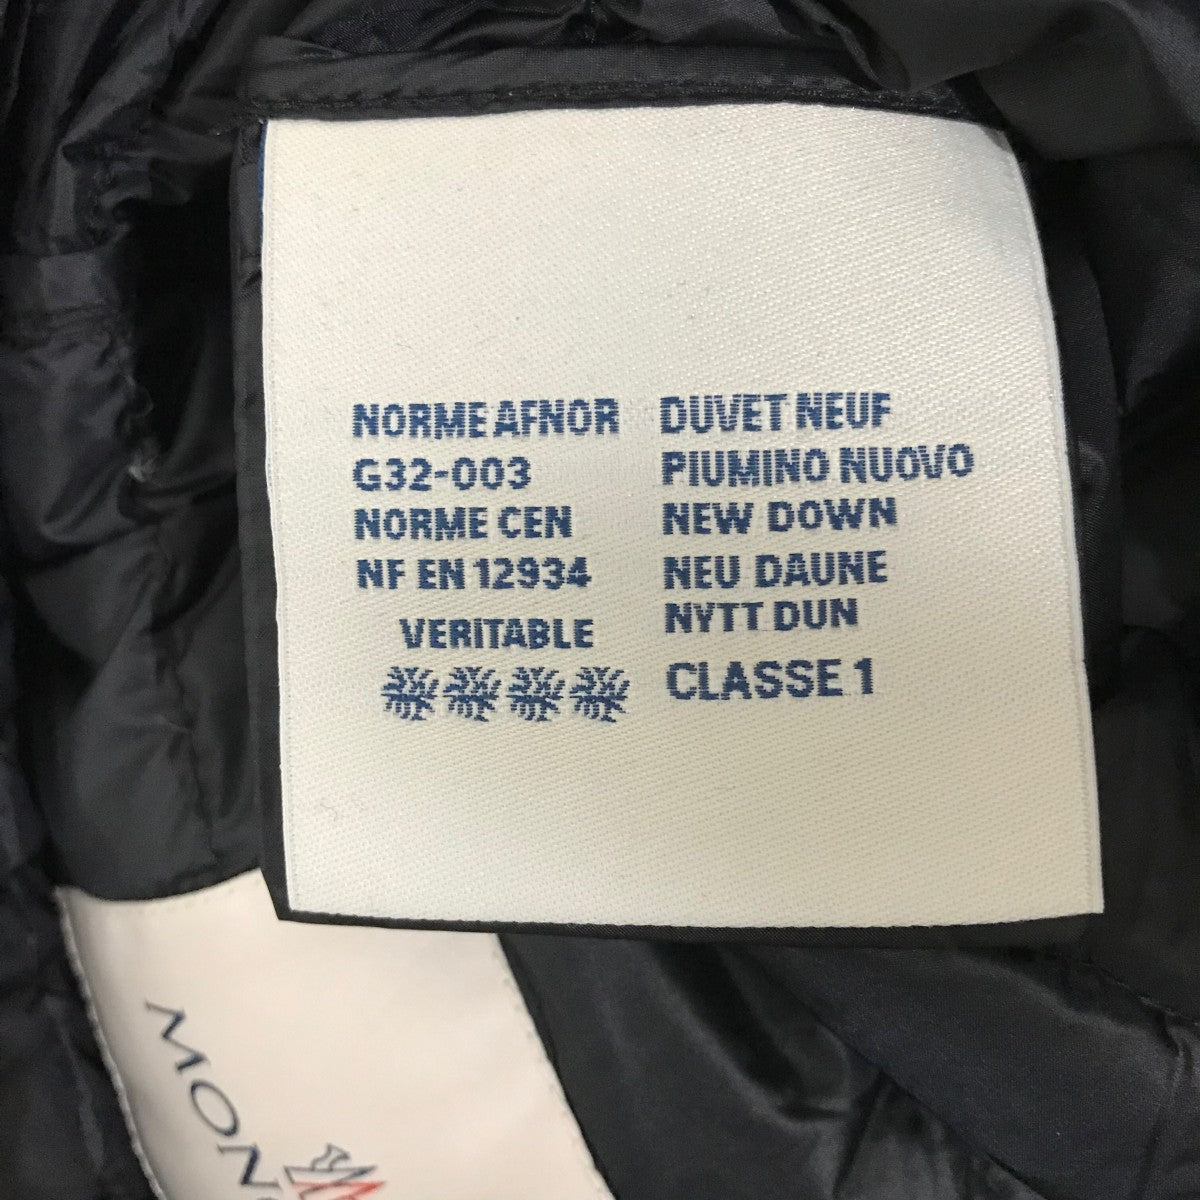 NORME AFNOR
G32-003
NORME CEN
NF EN 12934
VERITABLE
DUVET NEUF
PIUMINO NUOVO
NEW DOWN
NEU DAUNE
NYTT DUN
CLASSE 1
MONC